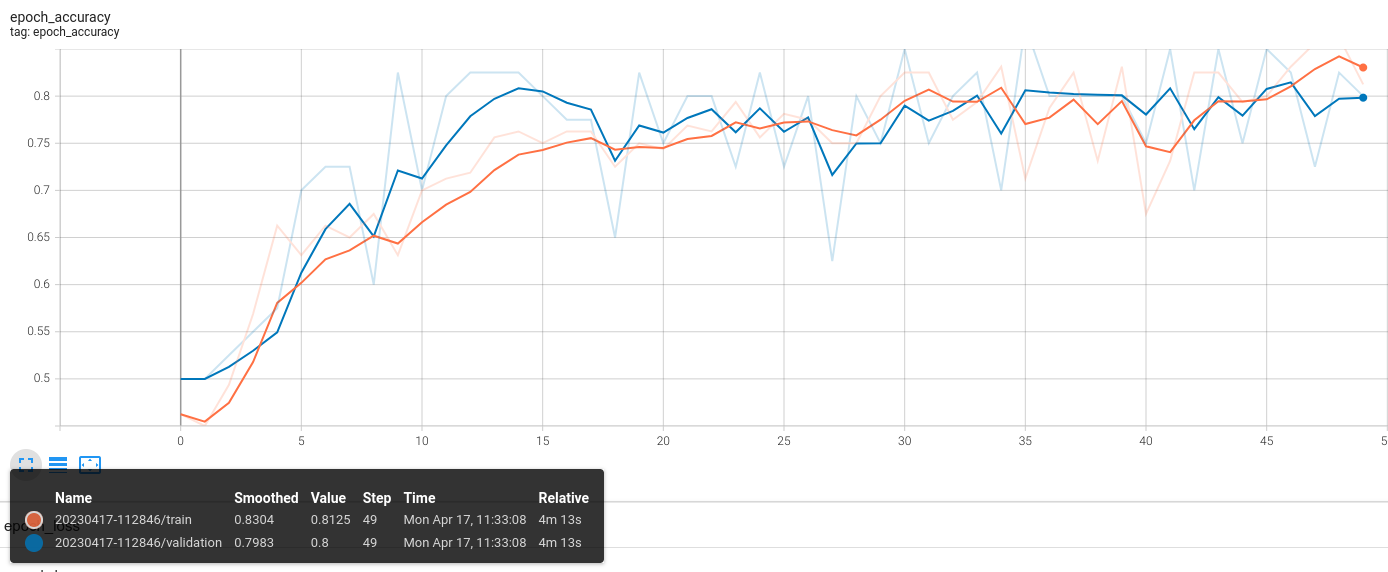 epoch_accuracy
tag: epoch_accuracy
0.8
0.75
0.7
0.65
0.6
0.55
0.5
0 5 10 15 20 25 30 35 40 45 5
Name Smoothed Value Step Time Relative
20230417-112846/train 0.8304 0.8125 49 Mon Apr 17, 11:33:08 4m 13s
epoch_loss
20230417-112846/validation 0.7983 0.8 49 Mon Apr 17, 11:33:08 4m 13s